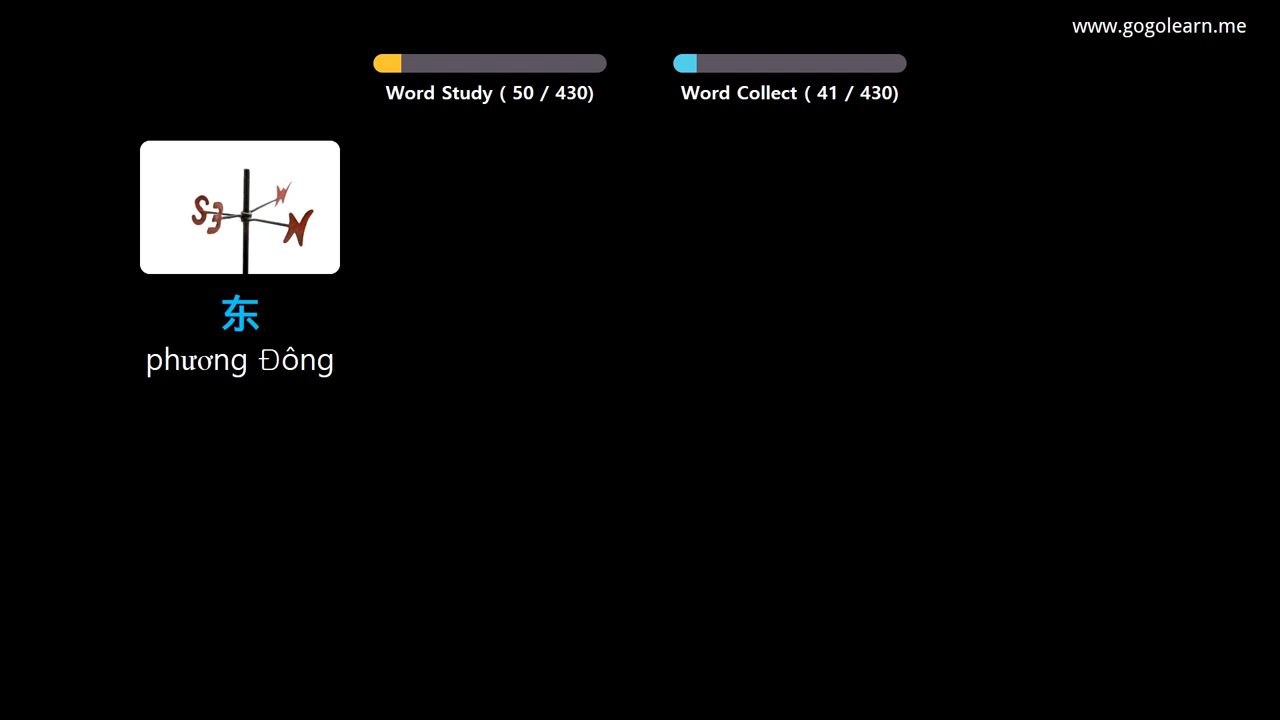 www.gogolearn.me
Word Study ( 50 / 430)
Word Collect ( 41 / 430)
S E N W
东
phương Đông